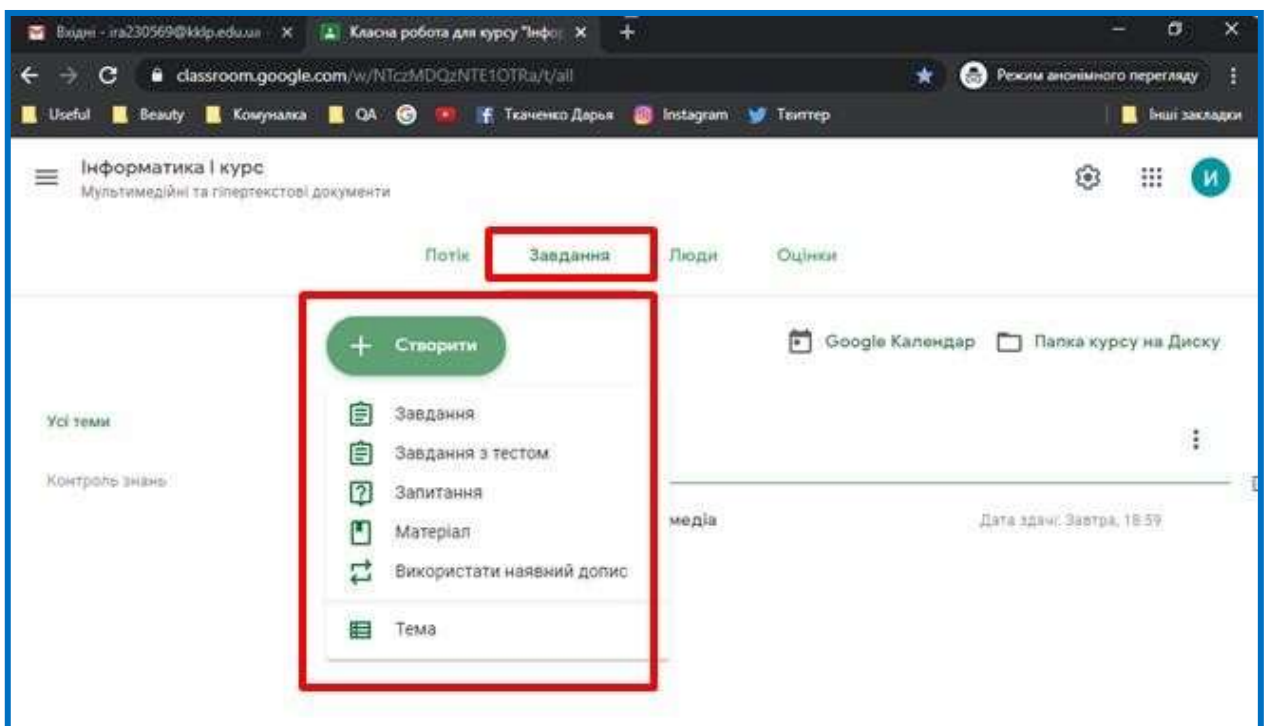 Вхідні - ira230569@kklp.edu.ua
Класна робота для курсу "Інфор
classroom.google.com/w/NTczMDQzNTE1OTRa/t/all
Режим анонімного перегляду
Useful Beauty Комуналка QA Ткаченко Дарья Instagram Твиттер Інші закладки
Інформатика І курс
Мультимедійні та гіпертекстові документи
И
Потік Завдання Люди Оцінки
+ Створити
Google Календар Папка курсу на Диску
Усі теми
Контроль знань
Завдання
Завдання з тестом
Запитання
Матеріал
Використати наявний допис
Тема
медіа
Дата здачі: Завтра, 18:59